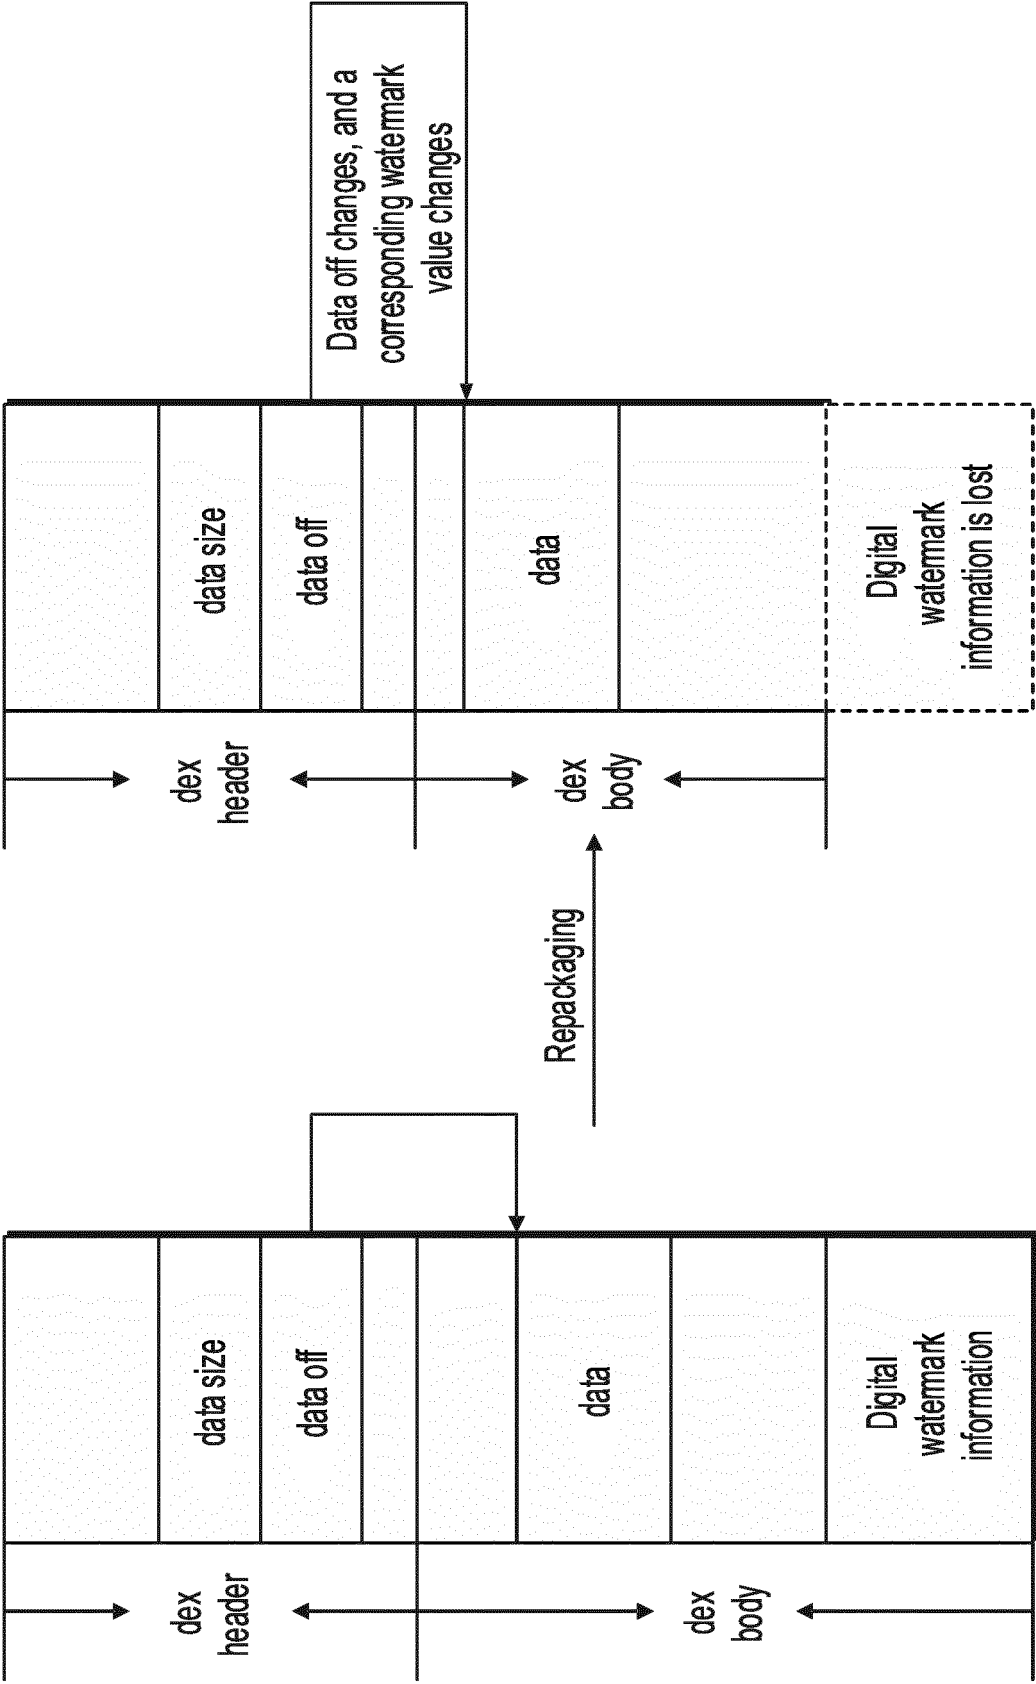 dex
header
data size
data off
dex
body
data
Digital
watermark
information
Repackaging
dex
header
data size
data off
dex
body
data
Digital
watermark
information is lost
Data off changes, and a
corresponding watermark
value changes